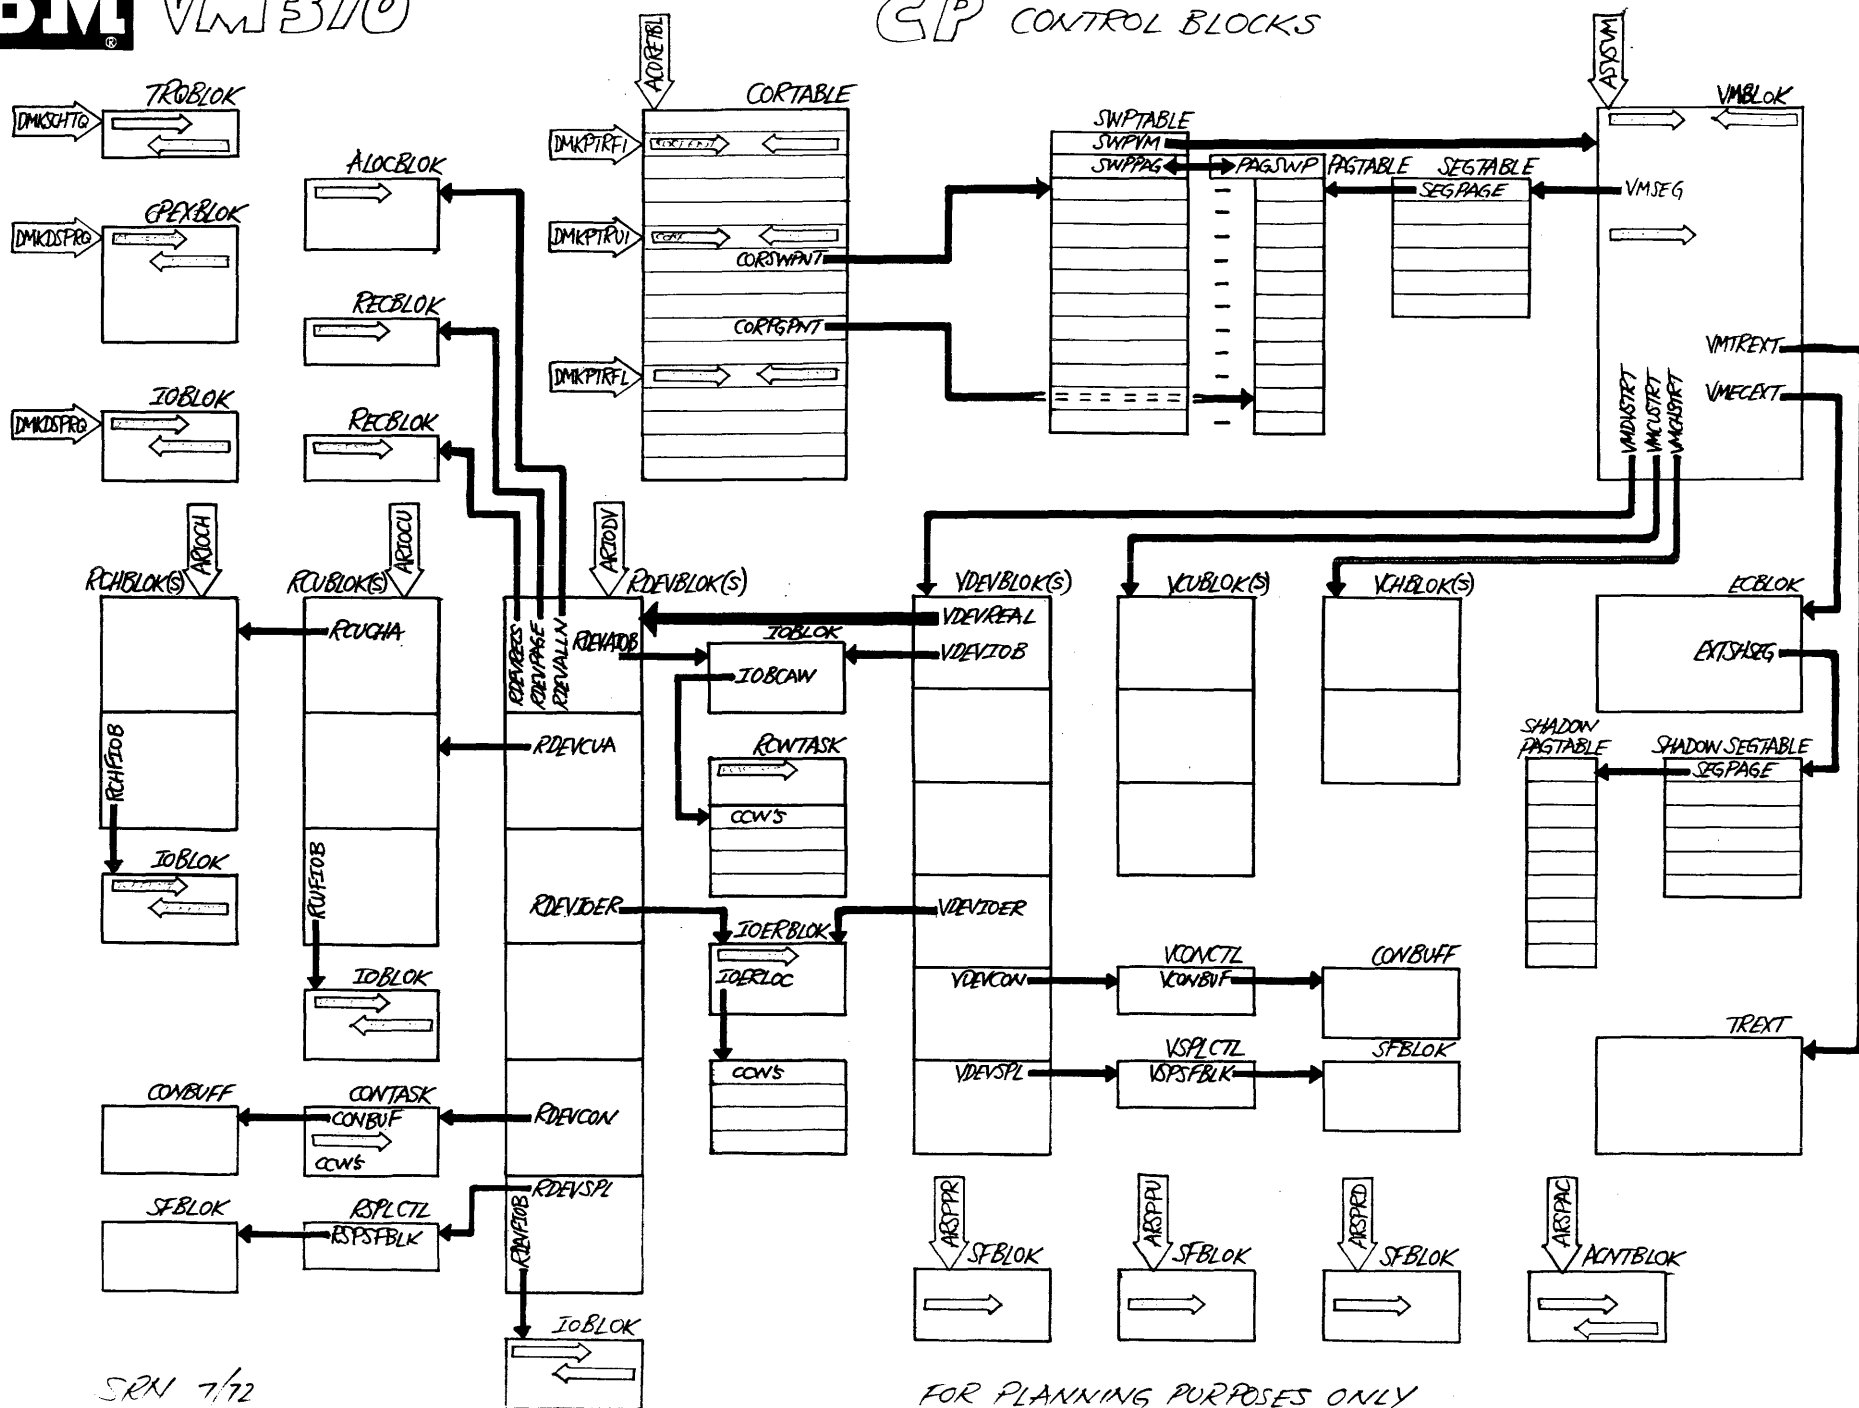 IBM® VM370
CP CONTROL BLOCKS
ACORETBL
ASYSVM
TRQBLOK
DMKSCHTQ
CPEXBLOK
DMKDSPRQ
IOBLOK
DMKDSPRQ
ALOCBLOK
RECBLOK
RECBLOK
CORTABLE
DMKPTRF1
DMKPTRU1
CORSWPNT
CORPGPNT
DMKPTRFL
SWPTABLE
SWPVM
SWPPAG
PAGSWP
PAGTABLE
SEGTABLE
SEGPAGE
VMBLOK
VMSEG
VMTREXT
VMECEXT
VMDVSTRT
VMCUSTRT
VMCHSTRT
ARIOCH
RCHBLOK(S)
RCHFIOB
IOBLOK
ARIOCU
RCUBLOK(S)
RCUCHA
RCUFIOB
IOBLOK
ARIODV
RDEVBLOK(S)
RDEVRECS
RDEVPAGE
RDEVALLN
RDEVAIOB
RDEVCUA
RDEVIOER
RDEVCON
RDEVSPL
RDEVFIOB
IOBLOK
IOBLOK
IOBCAW
RCWTASK
CCW'S
IOERBLOK
IOERLOC
CCW'S
VDEVBLOK(S)
VDEVREAL
VDEVIOB
VDEVIOER
VDEVCON
VDEVSPL
VCUBLOK(S)
VCHBLOK(S)
ECBLOK
EXTSHSEG
SHADOW
PAGTABLE
SHADOW SEGTABLE
SEGPAGE
VCONCTL
VCONBUF
CONBUFF
VSPLCTL
VSPSFBLK
SFBLOK
TREXT
CONBUFF
CONTASK
CONBUF
CCW'S
SFBLOK
RSPLCTL
RSPSFBLK
ARSPPR
SFBLOK
ARSPPU
SFBLOK
ARSPRD
SFBLOK
ARSPAC
ACNTBLOK
SRN 7/72
FOR PLANNING PURPOSES ONLY